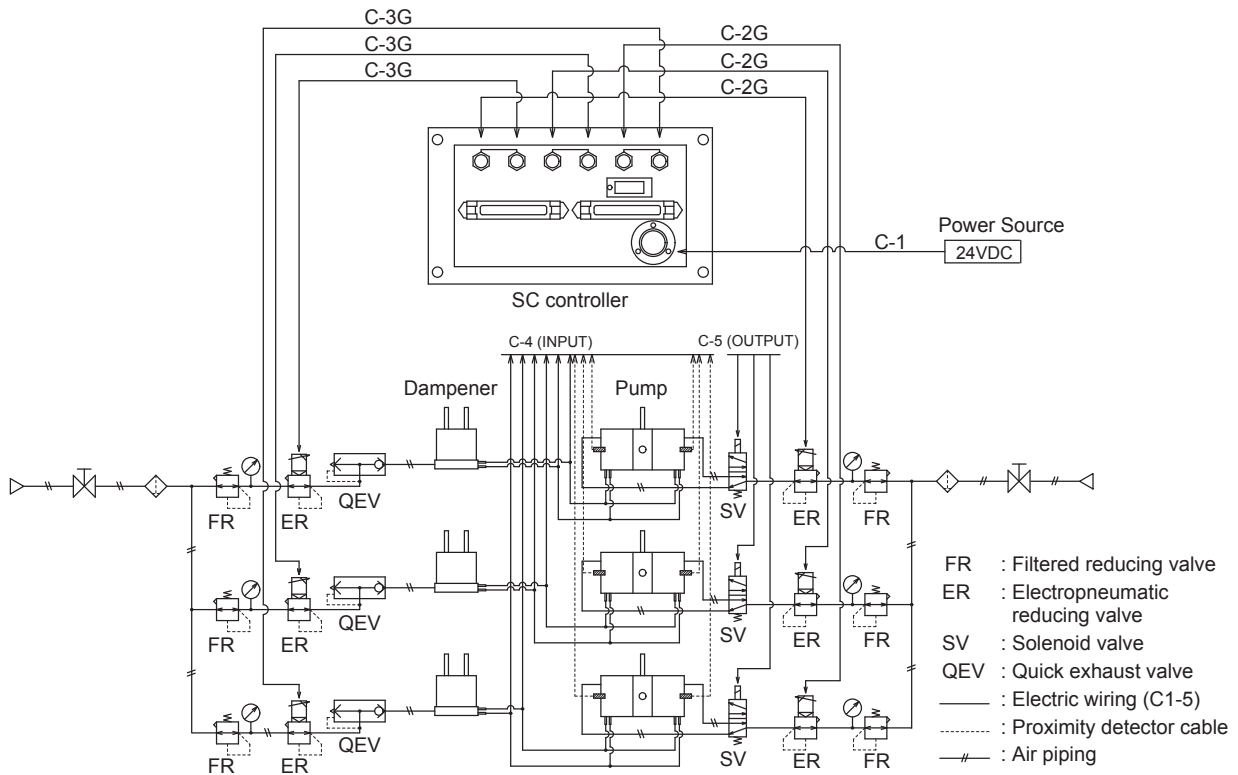 C-3G
C-3G
C-3G
C-2G
C-2G
C-2G
Power Source
C-1
24VDC
SC controller
C-4 (INPUT)
C-5 (OUTPUT)
Dampener
Pump
FR
ER
QEV
SV
ER
FR
FR
ER
QEV
SV
ER
FR
FR
ER
QEV
SV
ER
FR
FR : Filtered reducing valve
ER : Electropneumatic
reducing valve
SV : Solenoid valve
QEV : Quick exhaust valve
: Electric wiring (C1-5)
: Proximity detector cable
: Air piping